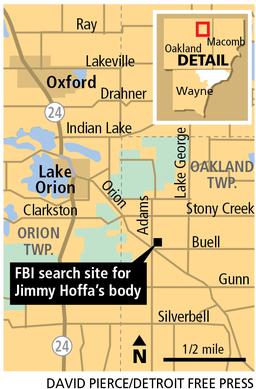 Ray
Oakland
Macomb
DETAIL
Wayne
Lakeville
Oxford
Drahner
24
Indian Lake
Lake
Orion
Orion
Lake George
OAKLAND
TWP.
Adams
Clarkston
Stony Creek
ORION
TWP.
Buell
FBI search site for
Jimmy Hoffa's body
Gunn
Silverbell
24
N
1/2 mile
DAVID PIERCE/DETROIT FREE PRESS